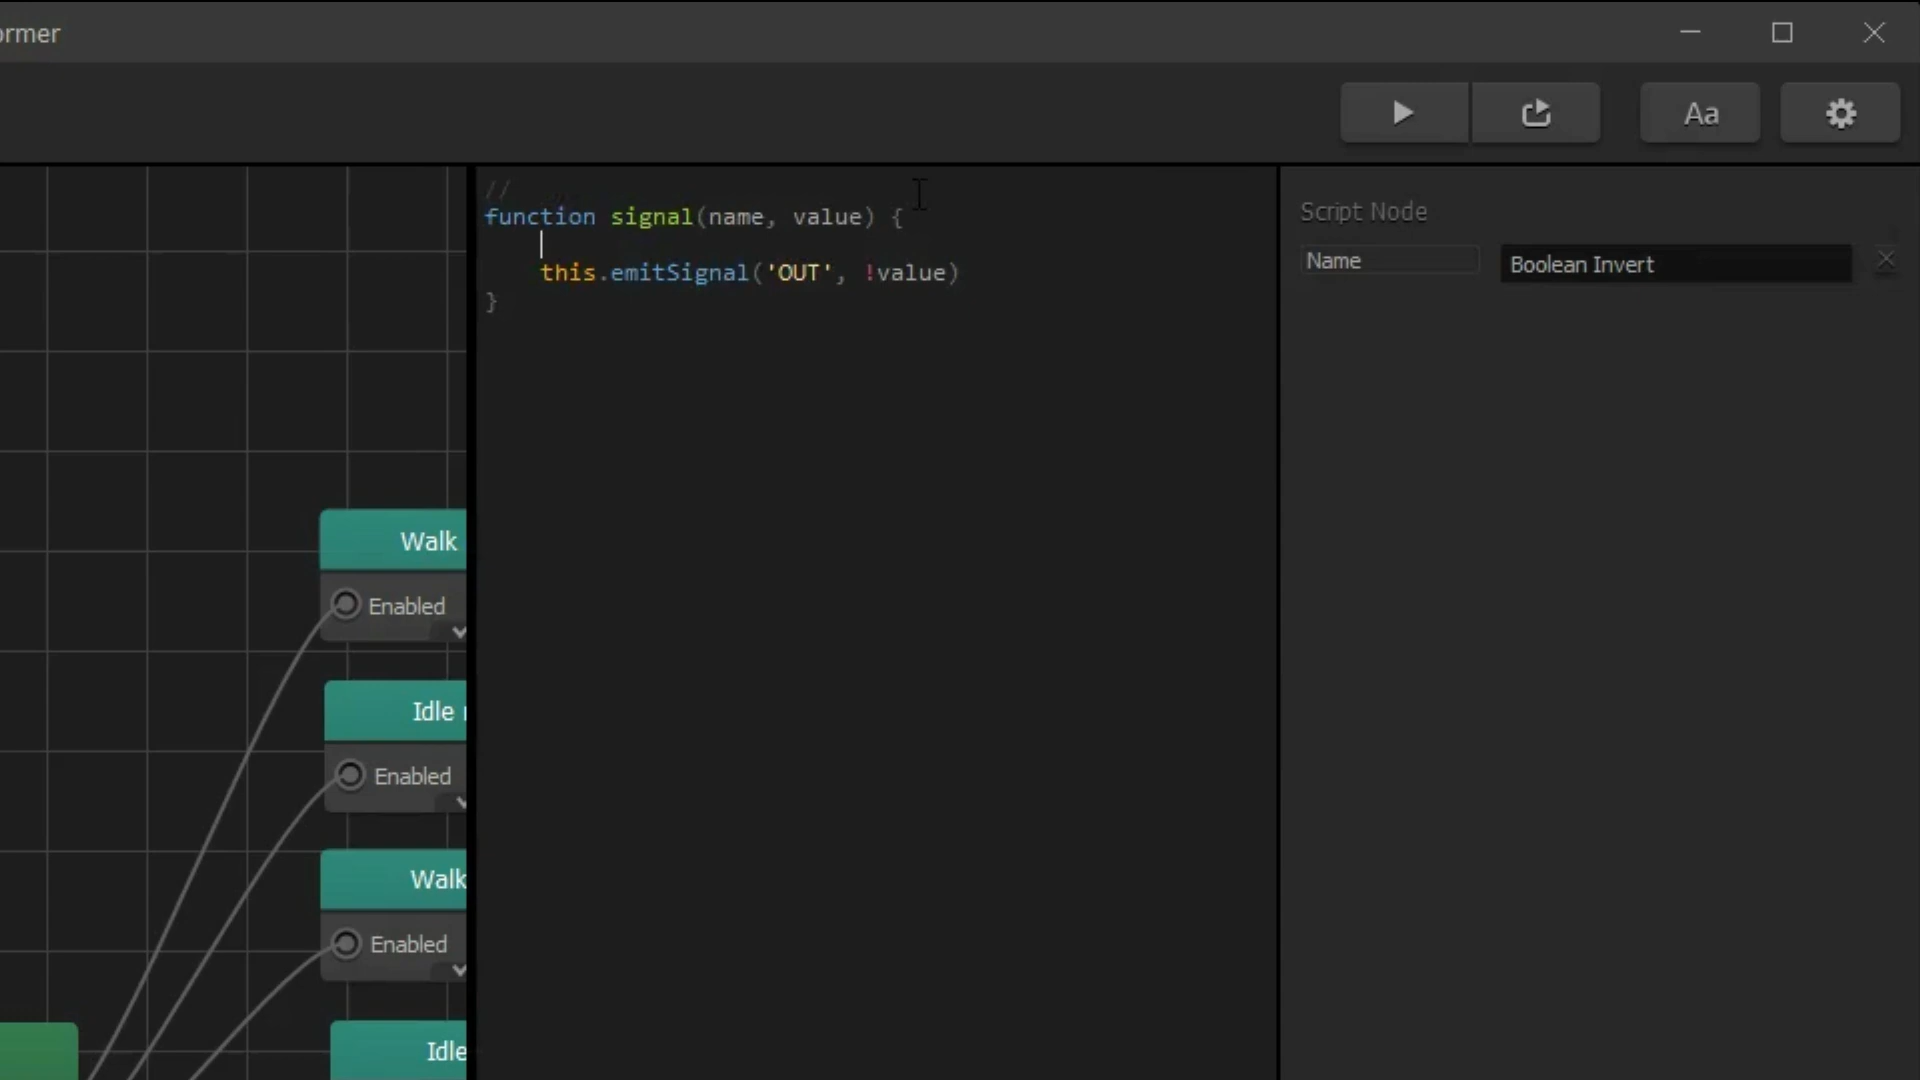 ormer
Aa
//
function signal(name, value) {
this.emitSignal('OUT', !value)
}
Script Node
Name
Boolean Invert
Walk
Enabled
Idle
Enabled
Walk
Enabled
Idle